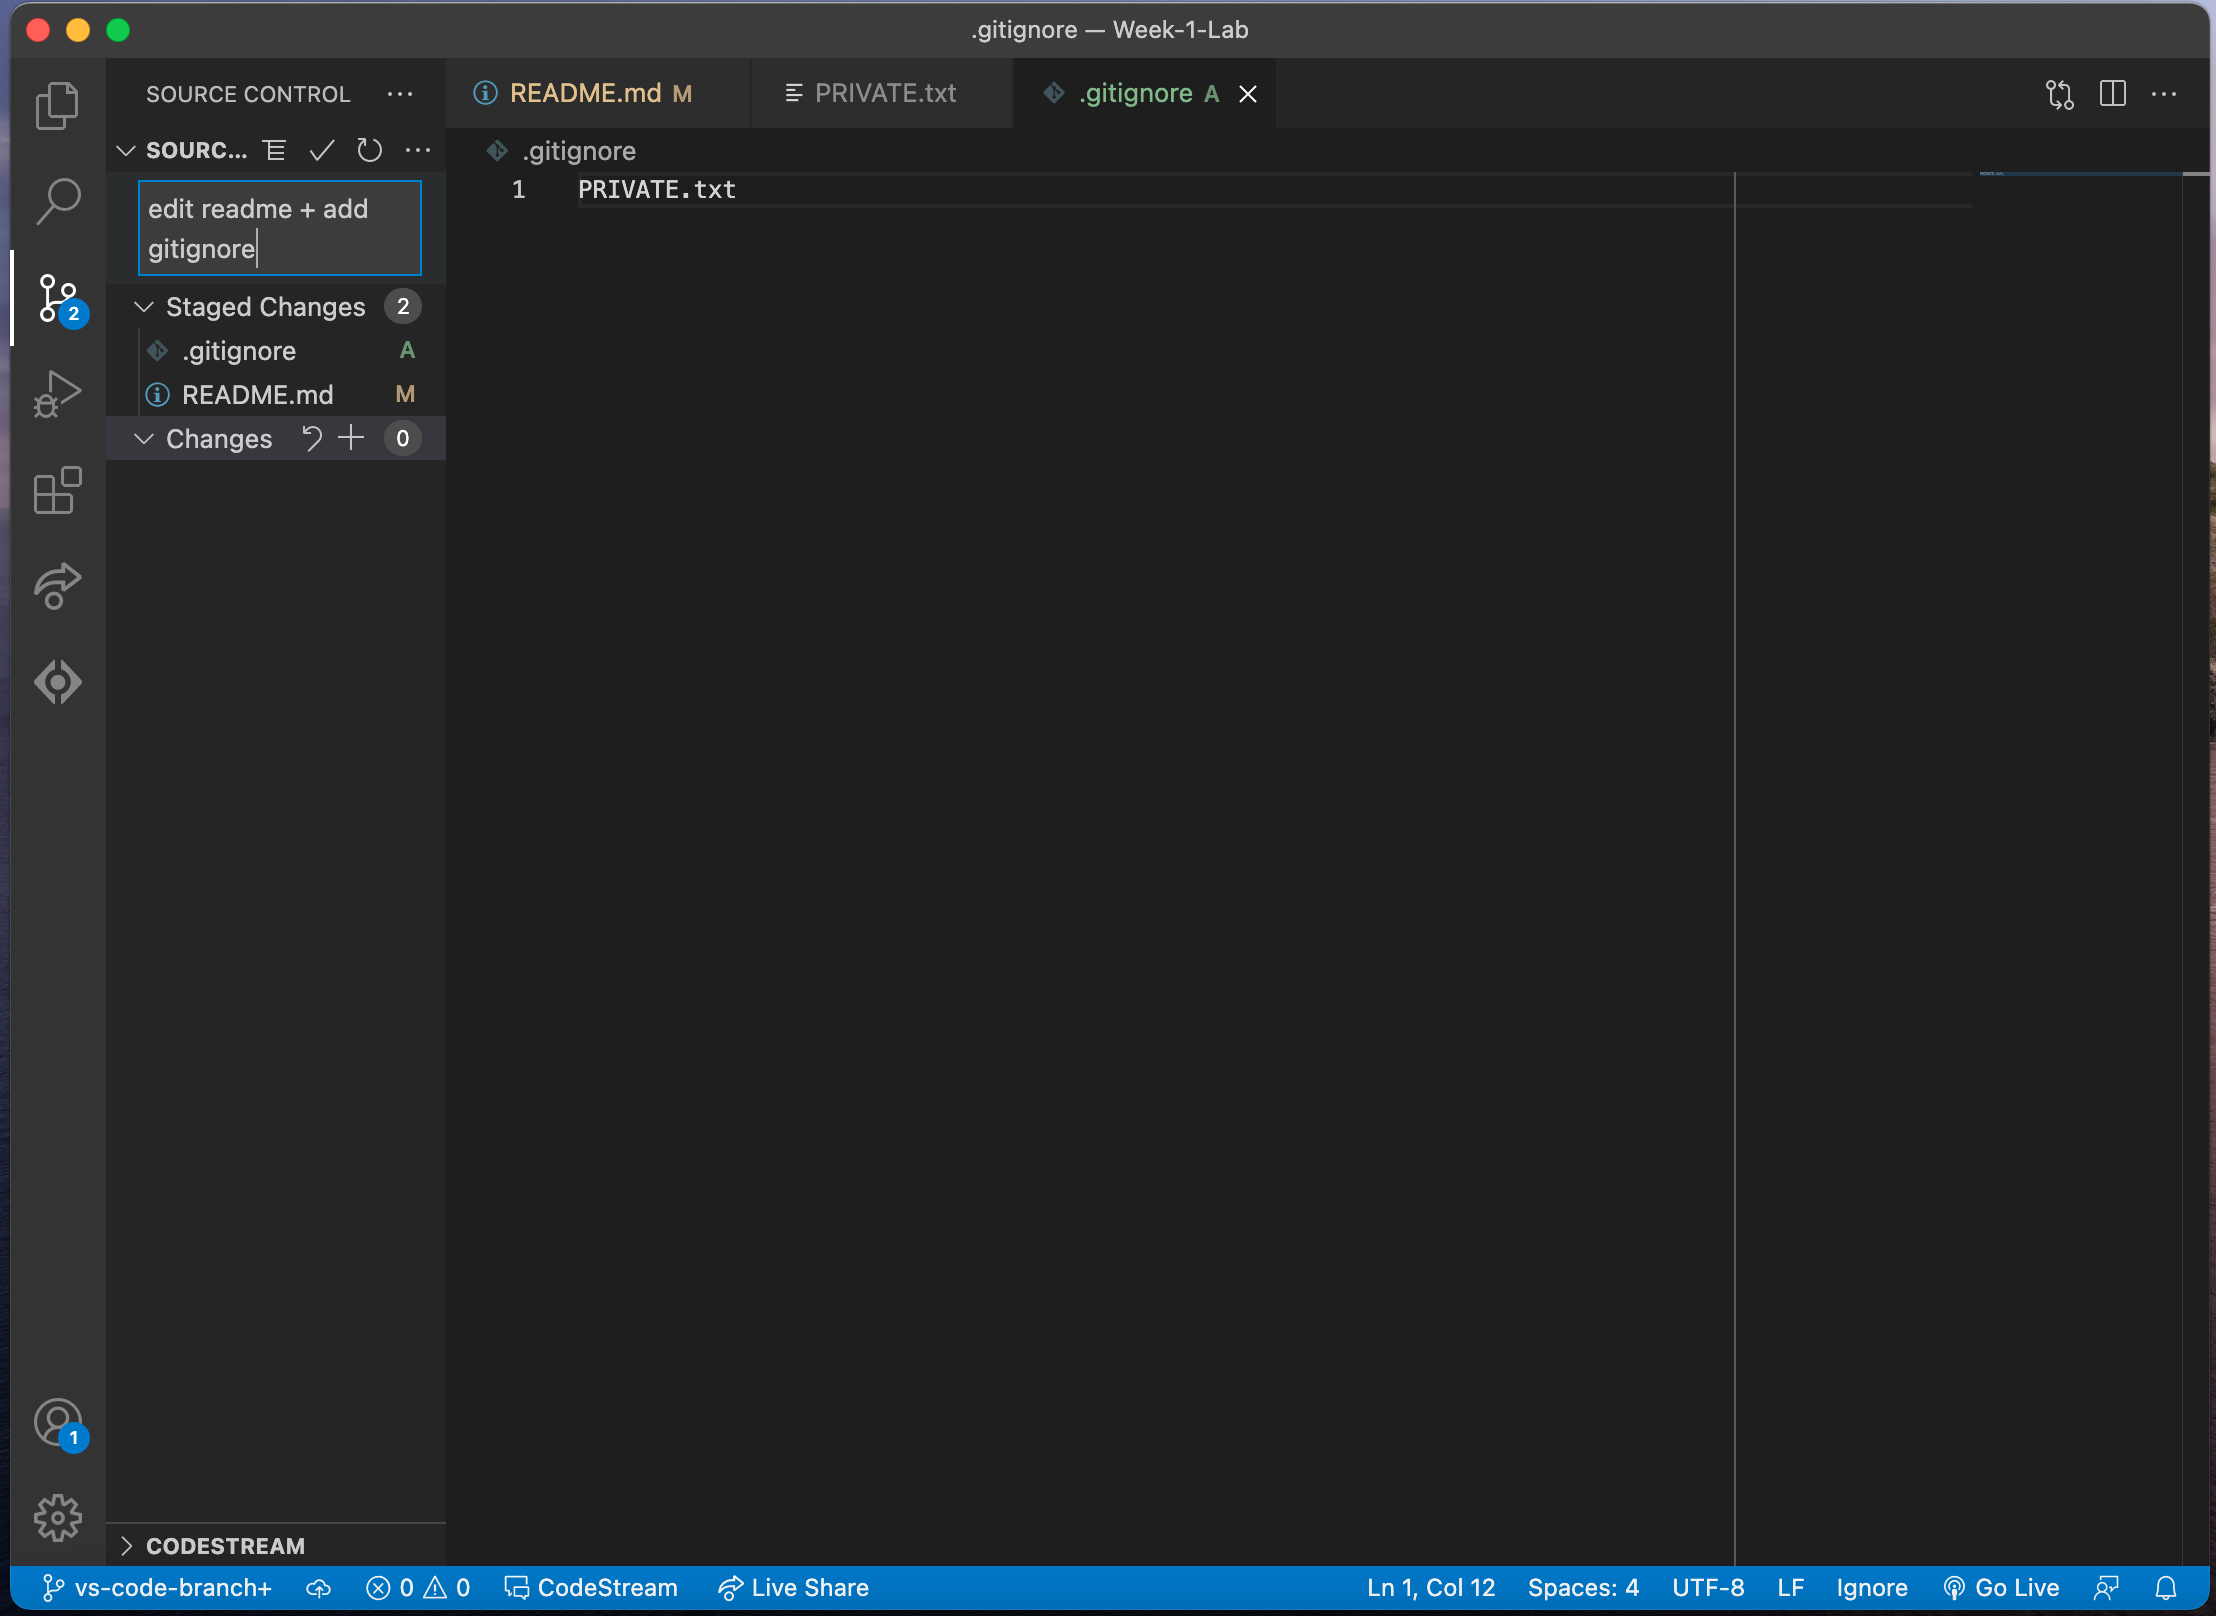 .gitignore — Week-1-Lab
SOURCE CONTROL
README.md M
PRIVATE.txt
.gitignore A
SOURC...
.gitignore
edit readme + add
gitignore
1 PRIVATE.txt
2
Staged Changes 2
.gitignore A
README.md M
Changes 0
1
CODESTREAM
vs-code-branch+ 0 0 CodeStream Live Share Ln 1, Col 12 Spaces: 4 UTF-8 LF Ignore Go Live